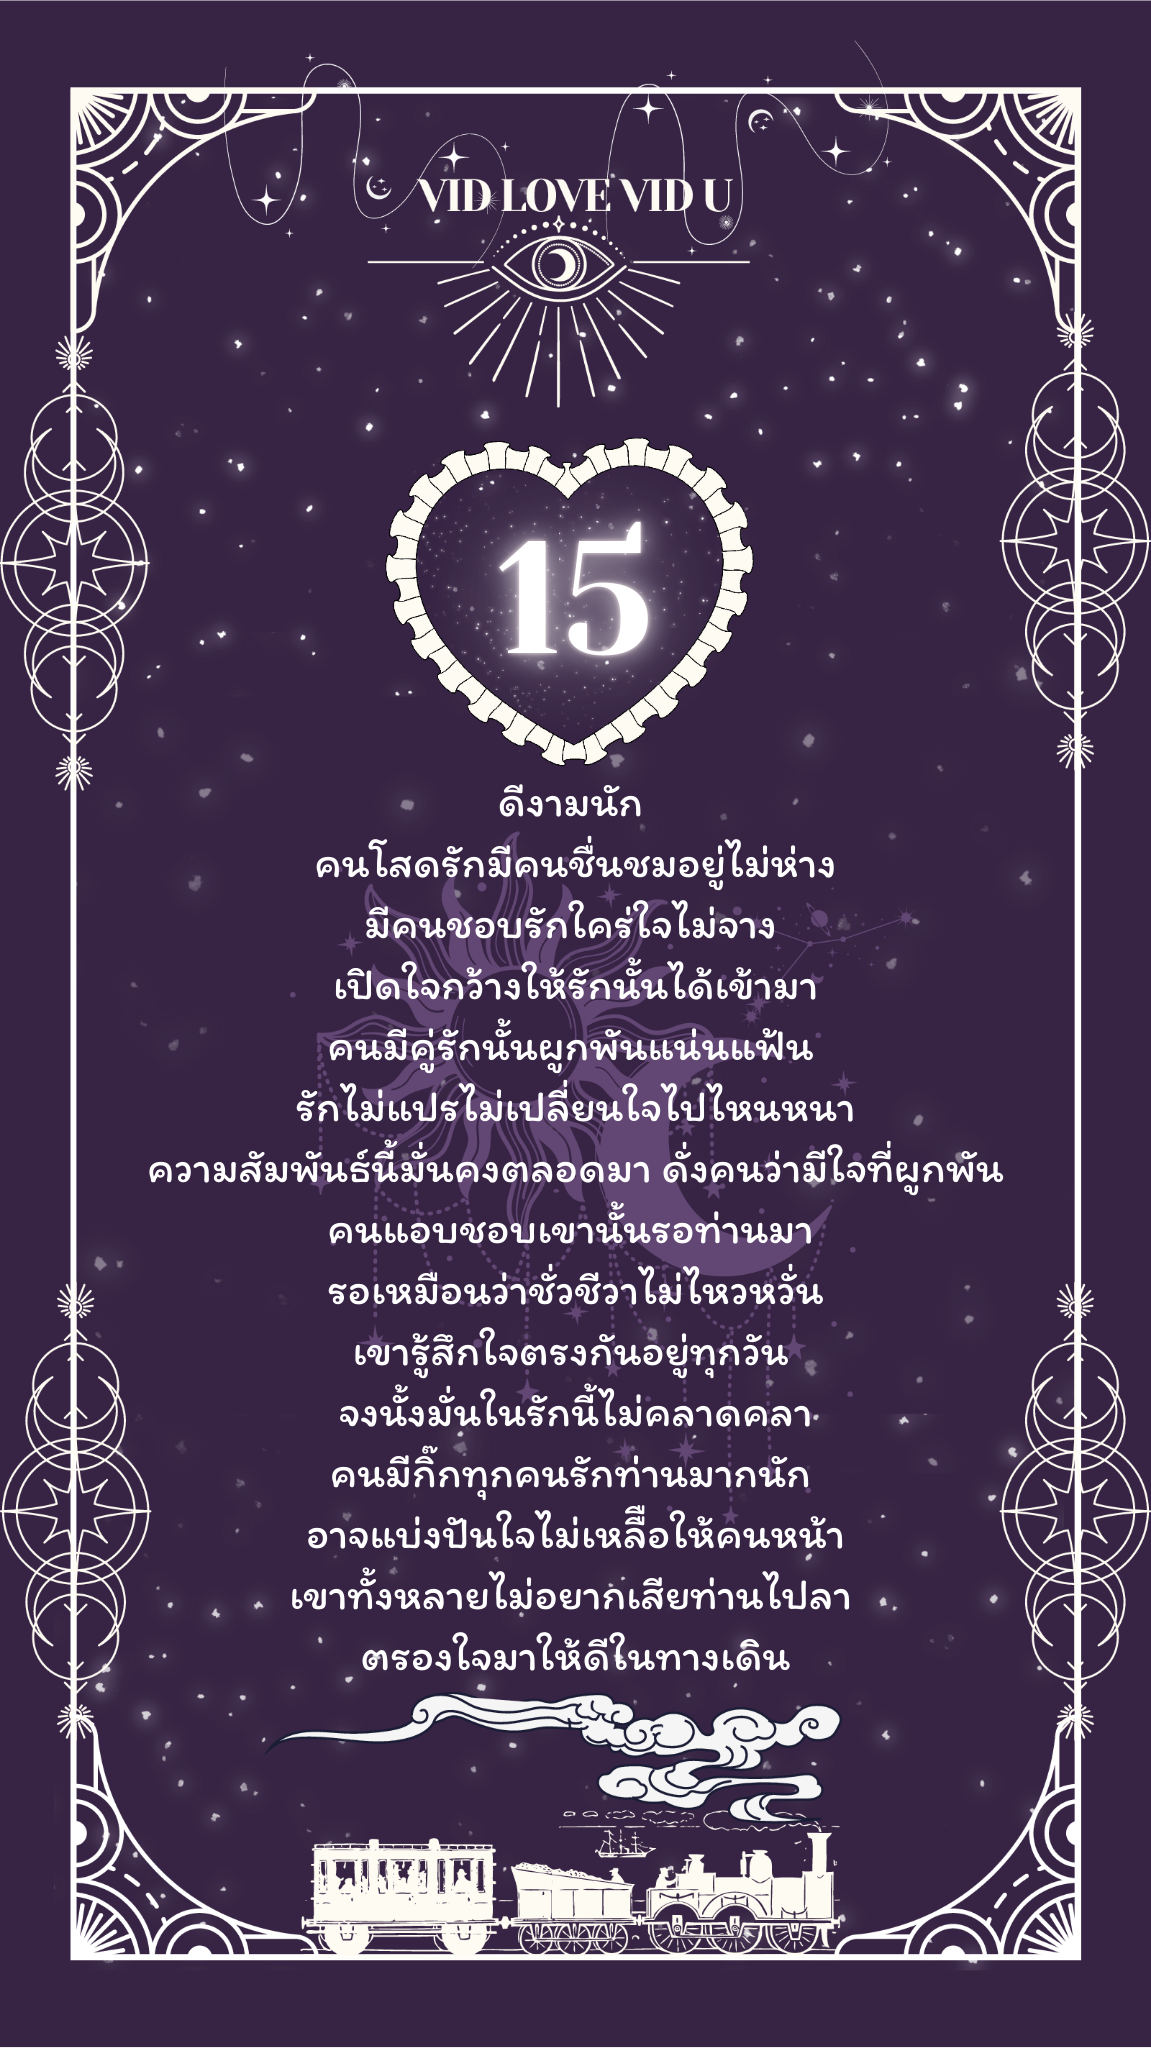 VID LOVE VID U
15
ดีงามนัก
คนโสดรักมีคนชื่นชมอยู่ไม่ห่าง
มีคนชอบรักใคร่ใจไม่จาง
เปิดใจกว้างให้รักนั้นได้เข้ามา
คนมีคู่รักนั้นผูกพันแน่นแฟ้น
รักไม่แปรไม่เปลี่ยนใจไปไหนหนา
ความสัมพันธ์นี้มั่นคงตลอดมา ดั่งคนว่ามีใจที่ผูกพัน
คนแอบชอบเขานั้นรอท่านมา
รอเหมือนว่าชั่วชีวาไม่ไหวหวั่น
เขารู้สึกใจตรงกันอยู่ทุกวัน
จงนั้งมั่นในรักนี้ไม่คลาดคลา
คนมีกิ๊กทุกคนรักท่านมากนัก
อาจแบ่งปันใจไม่เหลือให้คนหน้า
เขาทั้งหลายไม่อยากเสียท่านไปลา
ตรองใจมาให้ดีในทางเดิน